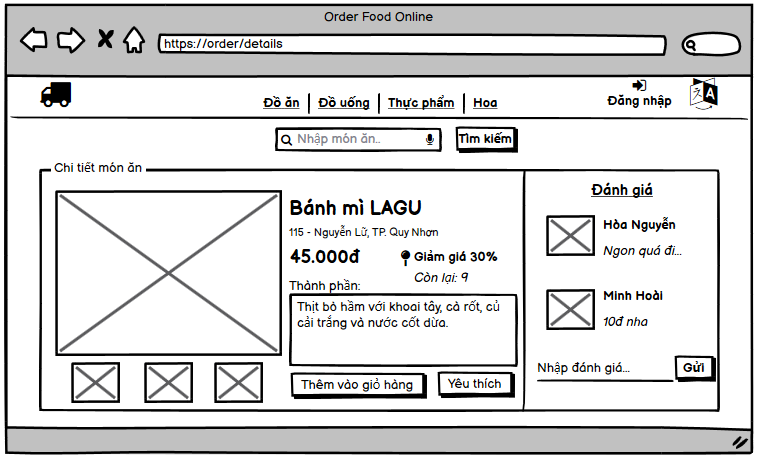 Order Food Online
https://order/details
Đồ ăn | Đồ uống | Thực phẩm | Hoa
Đăng nhập
A
Nhập món ăn..
Tìm kiếm
Chi tiết món ăn
Bánh mì LAGU
115 - Nguyễn Lữ, TP. Quy Nhơn
45.000đ
Giảm giá 30%
Còn lại: 9
Thành phần:
Thịt bò hầm với khoai tây, cà rốt, củ
cải trắng và nước cốt dừa.
Thêm vào giỏ hàng
Yêu thích
Đánh giá
Hòa Nguyễn
Ngon quá đi...
Minh Hoài
10đ nha
Nhập đánh giá...
Gửi